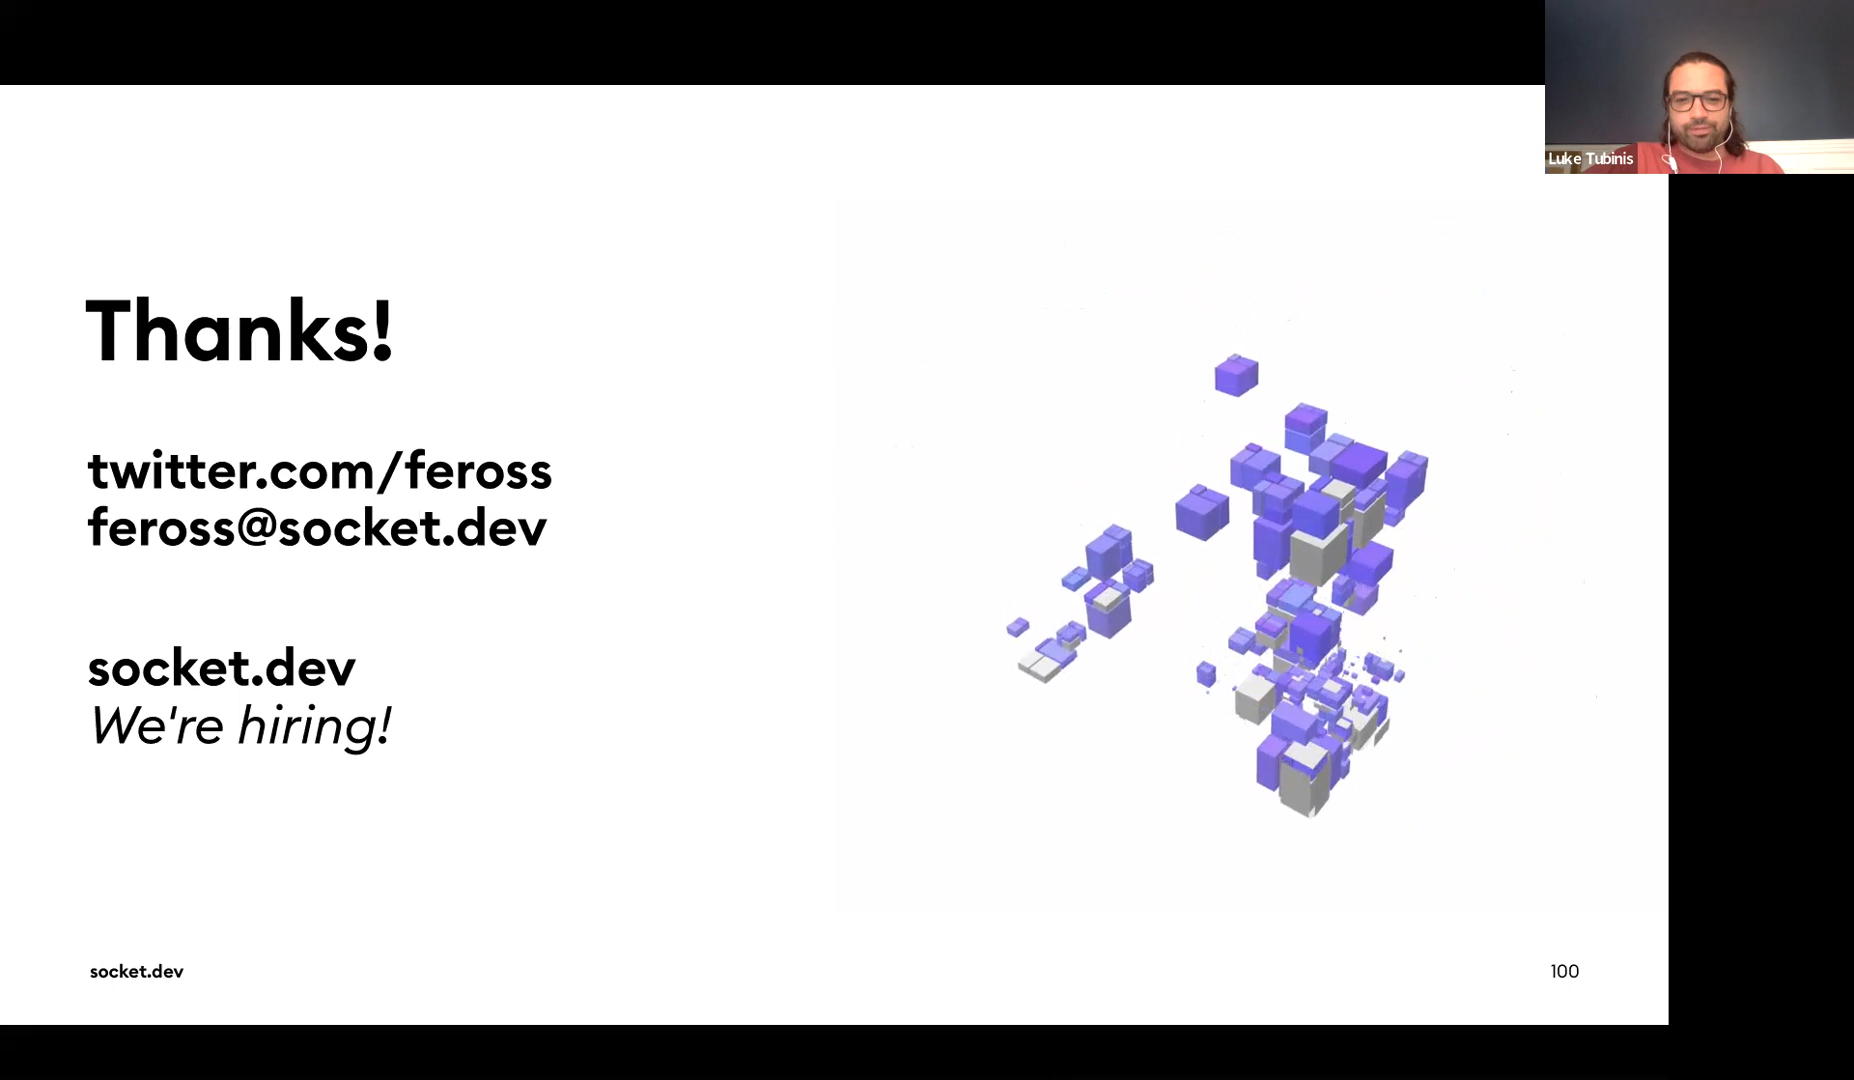 Luke Tubinis
Thanks!
twitter.com/feross
feross@socket.dev
socket.dev
We're hiring!
socket.dev
100